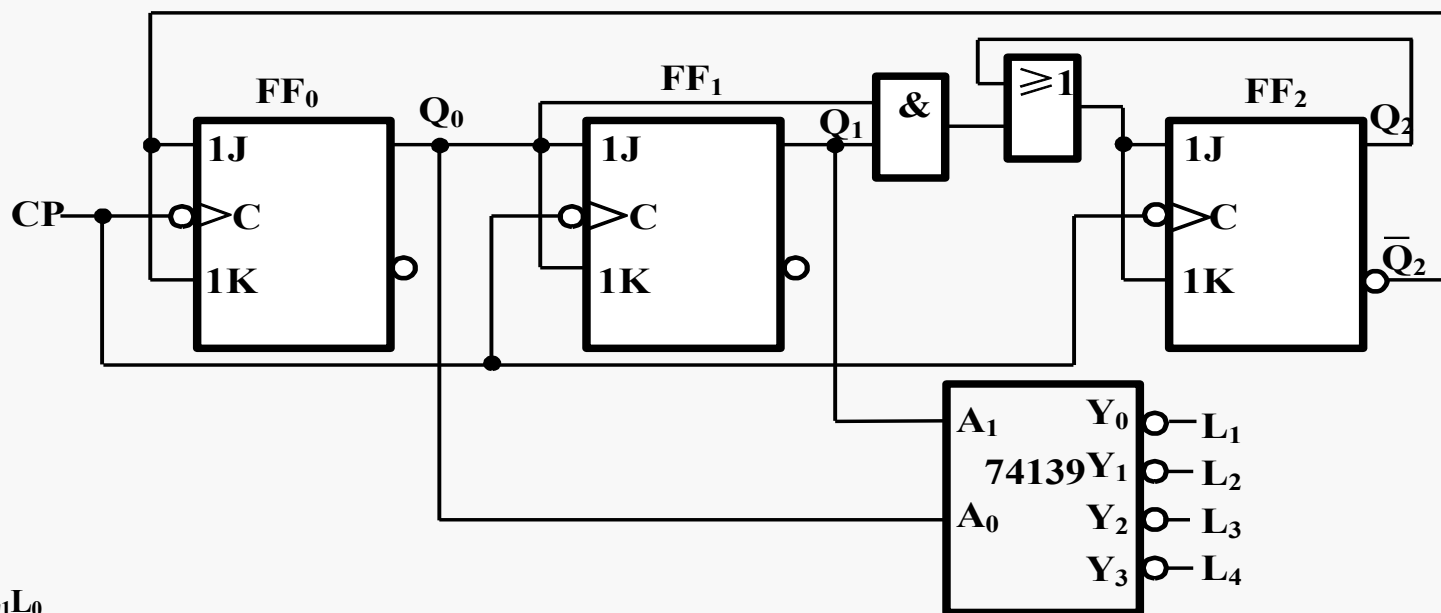 FF₀
Q₀
FF₁
Q₁
&
≥1
FF₂
Q₂
1J
C
1K
1J
C
1K
1J
C
1K
CP
Q̅₂
A₁
A₀
74139
Y₀
Y₁
Y₂
Y₃
L₁
L₂
L₃
L₄
₁L₀